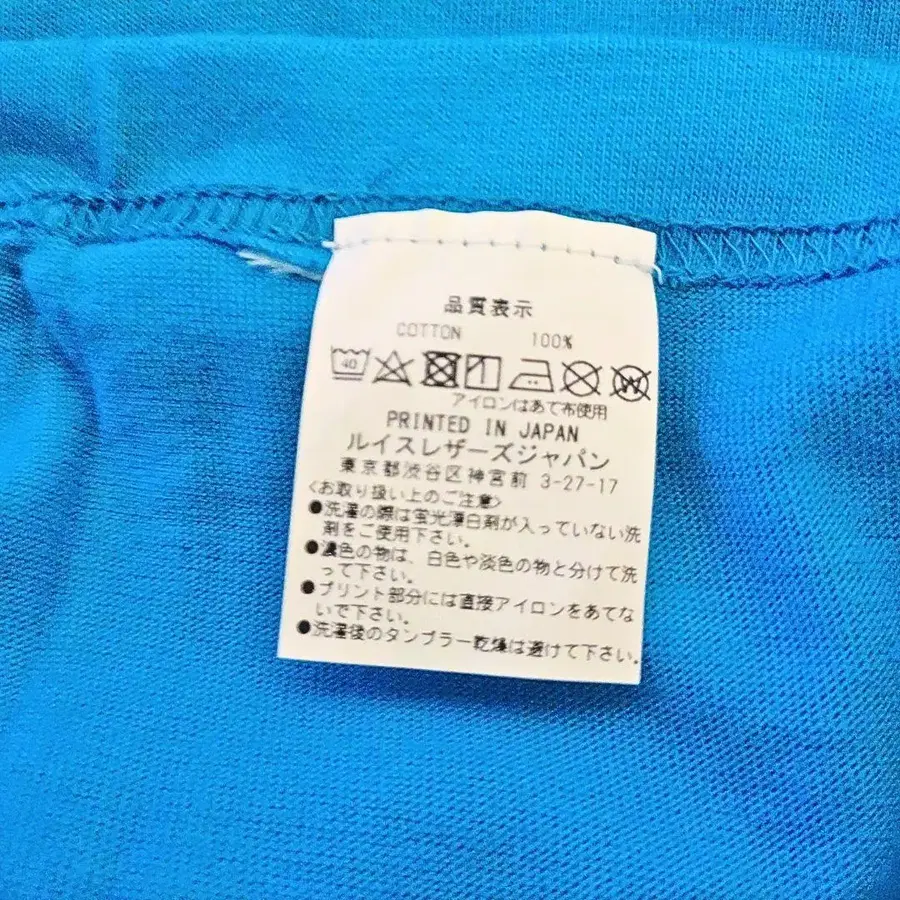 品質表示
COTTON 100%
40
アイロンはあて布使用
PRINTED IN JAPAN
ルイスレザーズジャパン
東京都渋谷区神宮前 3-27-17
<お取り扱い上のご注意>
●洗濯の際は蛍光漂白剤が入っていない洗
剤をご使用下さい。
●濃色の物は、白色や淡色の物と分けて洗
って下さい。
●プリント部分には直接アイロンをあてな
いで下さい。
●洗濯後のタンブラー乾燥は避けて下さい。